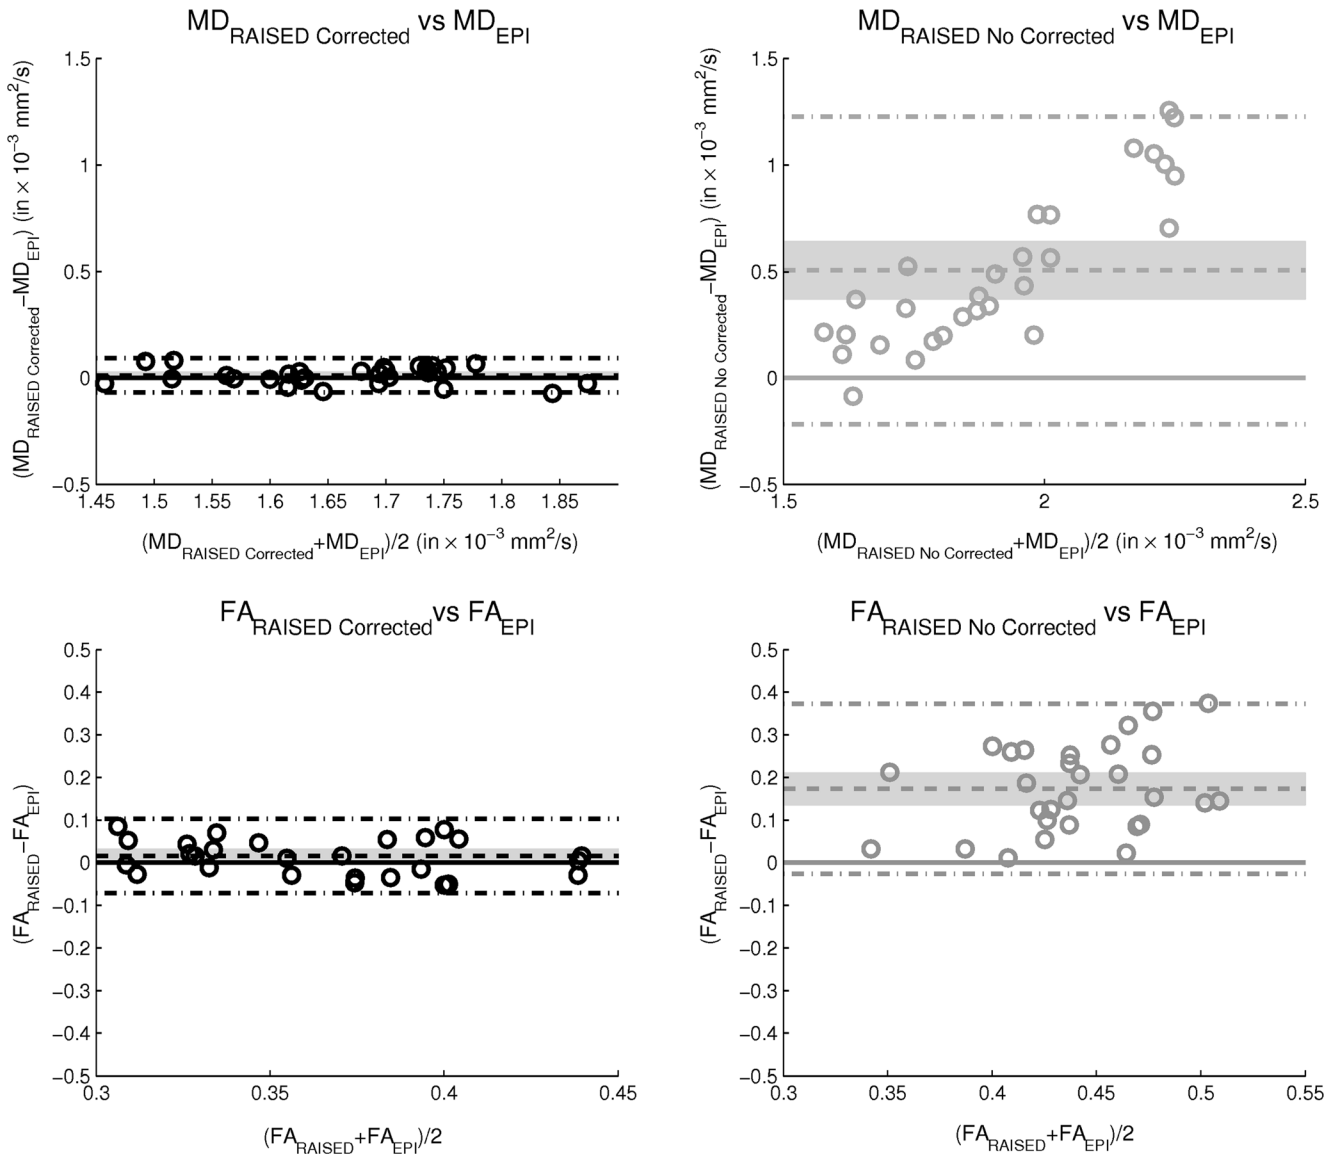 MD_RAISED Corrected vs MD_EPI
(MD_RAISED Corrected−MD_EPI) (in × 10^−3 mm^2/s)
1.5
1
0.5
0
−0.5
1.45 1.5 1.55 1.6 1.65 1.7 1.75 1.8 1.85
(MD_RAISED Corrected+MD_EPI)/2 (in × 10^−3 mm^2/s)
MD_RAISED No Corrected vs MD_EPI
(MD_RAISED No Corrected−MD_EPI) (in × 10^−3 mm^2/s)
1.5
1
0.5
0
−0.5
1.5 2 2.5
(MD_RAISED No Corrected+MD_EPI)/2 (in × 10^−3 mm^2/s)
FA_RAISED Corrected vs FA_EPI
(FA_RAISED−FA_EPI)
0.5
0.4
0.3
0.2
0.1
0
−0.1
−0.2
−0.3
−0.4
−0.5
0.3 0.35 0.4 0.45
(FA_RAISED+FA_EPI)/2
FA_RAISED No Corrected vs FA_EPI
(FA_RAISED−FA_EPI)
0.5
0.4
0.3
0.2
0.1
0
−0.1
−0.2
−0.3
−0.4
−0.5
0.3 0.35 0.4 0.45 0.5 0.55
(FA_RAISED+FA_EPI)/2